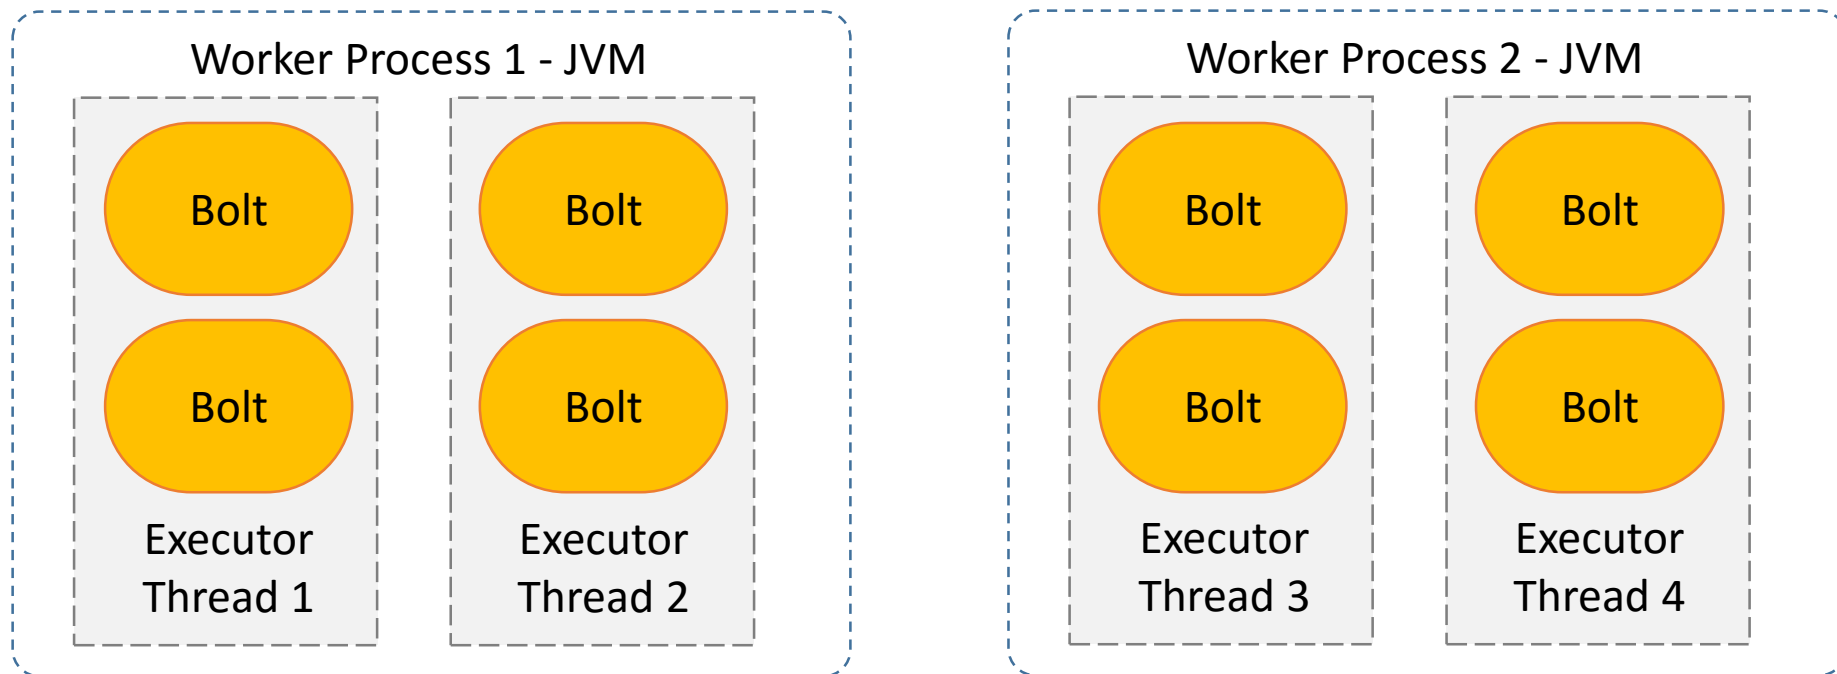 Worker Process 1 - JVM
Bolt
Bolt
Executor
Thread 1
Bolt
Bolt
Executor
Thread 2
Worker Process 2 - JVM
Bolt
Bolt
Executor
Thread 3
Bolt
Bolt
Executor
Thread 4